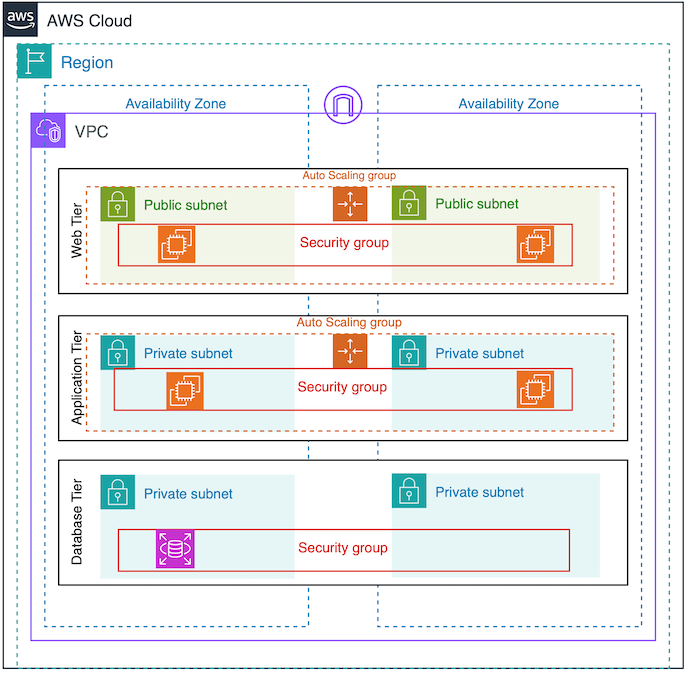 aws
AWS Cloud
Region
Availability Zone
Availability Zone
VPC
Auto Scaling group
Web Tier
Public subnet
Public subnet
Security group
Auto Scaling group
Application Tier
Private subnet
Private subnet
Security group
Database Tier
Private subnet
Private subnet
Security group